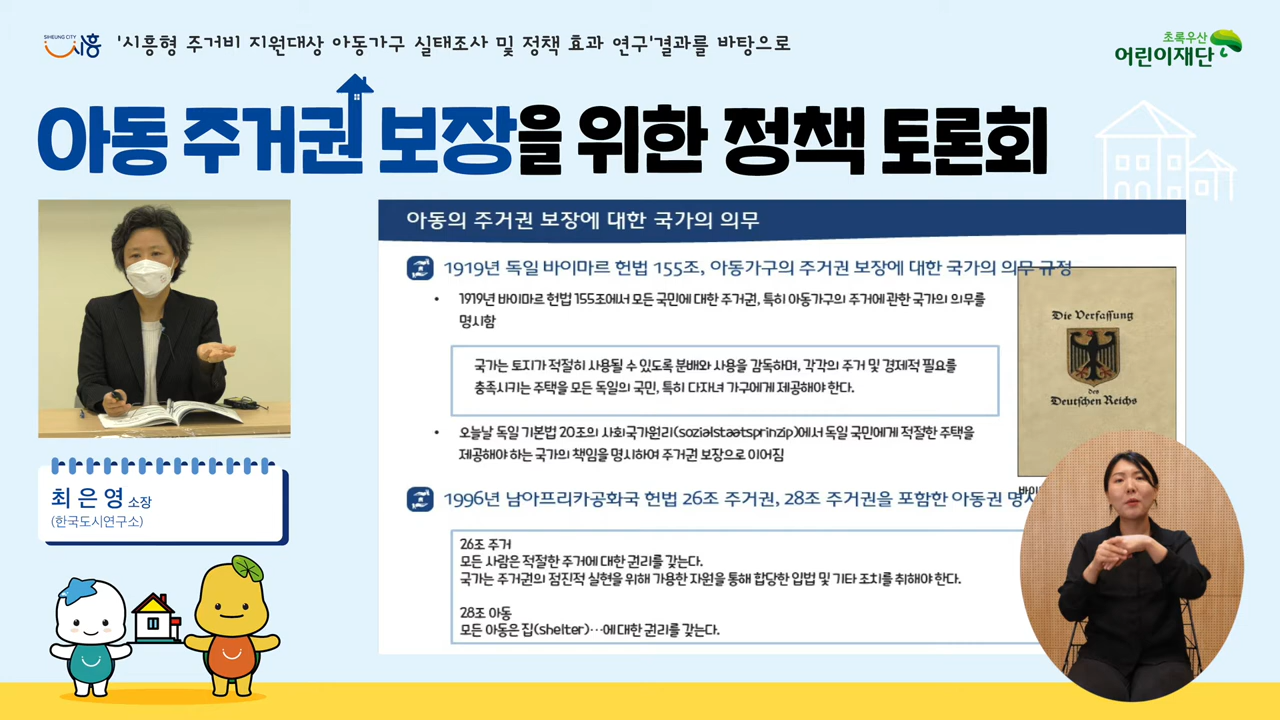 SIHEUNG CITY
시흥
'시흥형 주거비 지원대상 아동가구 실태조사 및 정책 효과 연구'결과를 바탕으로
초록우산
어린이재단
아동 주거권 보장을 위한 정책 토론회
아동의 주거권 보장에 대한 국가의 의무
1919년 독일 바이마르 헌법 155조, 아동가구의 주거권 보장에 대한 국가의 의무 규정
• 1919년 바이마르 헌법 155조에서 모든 국민에 대한 주거권, 특히 아동가구의 주거에 관한 국가의 의무를
명시함
국가는 토지가 적절히 사용될 수 있도록 분배와 사용을 감독하며, 각각의 주거 및 경제적 필요를
충족시키는 주택을 모든 독일의 국민, 특히 다자녀 가구에게 제공해야 한다.
• 오늘날 독일 기본법 20조의 사회국가원리(sozialstaatsprinzip)에서 독일 국민에게 적절한 주택을
제공해야 하는 국가의 책임을 명시하여 주거권 보장으로 이어짐
Die Verfassung
des
Deutschen Reichs
바이
1996년 남아프리카공화국 헌법 26조 주거권, 28조 주거권을 포함한 아동권 명시
26조 주거
모든 사람은 적절한 주거에 대한 권리를 갖는다.
국가는 주거권의 점진적 실현을 위해 가용한 자원을 통해 합당한 입법 및 기타 조치를 취해야 한다.
28조 아동
모든 아동은 집(shelter)…에 대한 권리를 갖는다.
최은영 소장
(한국도시연구소)